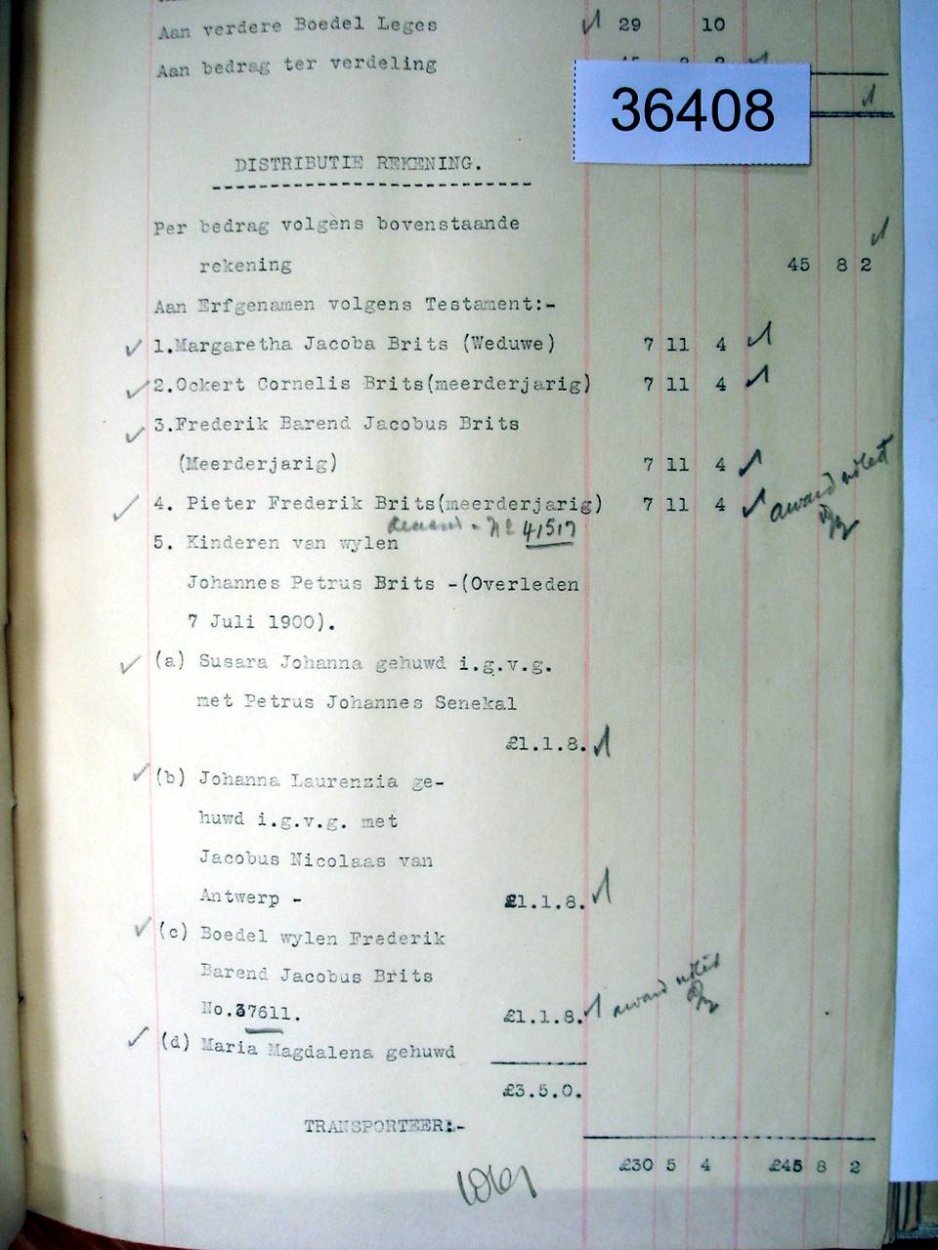 Aan verdere Boedel Leges 29 10
Aan bedrag ter verdeling
36408
DISTRIBUTIE REKENING.
Per bedrag volgens bovenstaande
rekening 45 8 2
Aan Erfgenamen volgens Testament:-
1.Margaretha Jacoba Brits (Weduwe) 7 11 4
2.Ockert Cornelis Brits(meerderjarig) 7 11 4
3.Frederik Barend Jacobus Brits
(Meerderjarig) 7 11 4
4. Pieter Frederik Brits(meerderjarig) 7 11 4 award noted
No 41517
5. Kinderen van wylen
Johannes Petrus Brits -(Overleden
7 Juli 1900).
(a) Susara Johanna gehuwd i.g.v.g.
met Petrus Johannes Senekal
£1.1.8.
(b) Johanna Laurenzia ge-
huwd i.g.v.g. met
Jacobus Nicolaas van
Antwerp - £1.1.8.
(c) Boedel wylen Frederik
Barend Jacobus Brits
No.37611. £1.1.8. award noted
(d) Maria Magdalena gehuwd
£3.5.0.
TRANSPORTEER:-
£30 5 4 £45 8 2